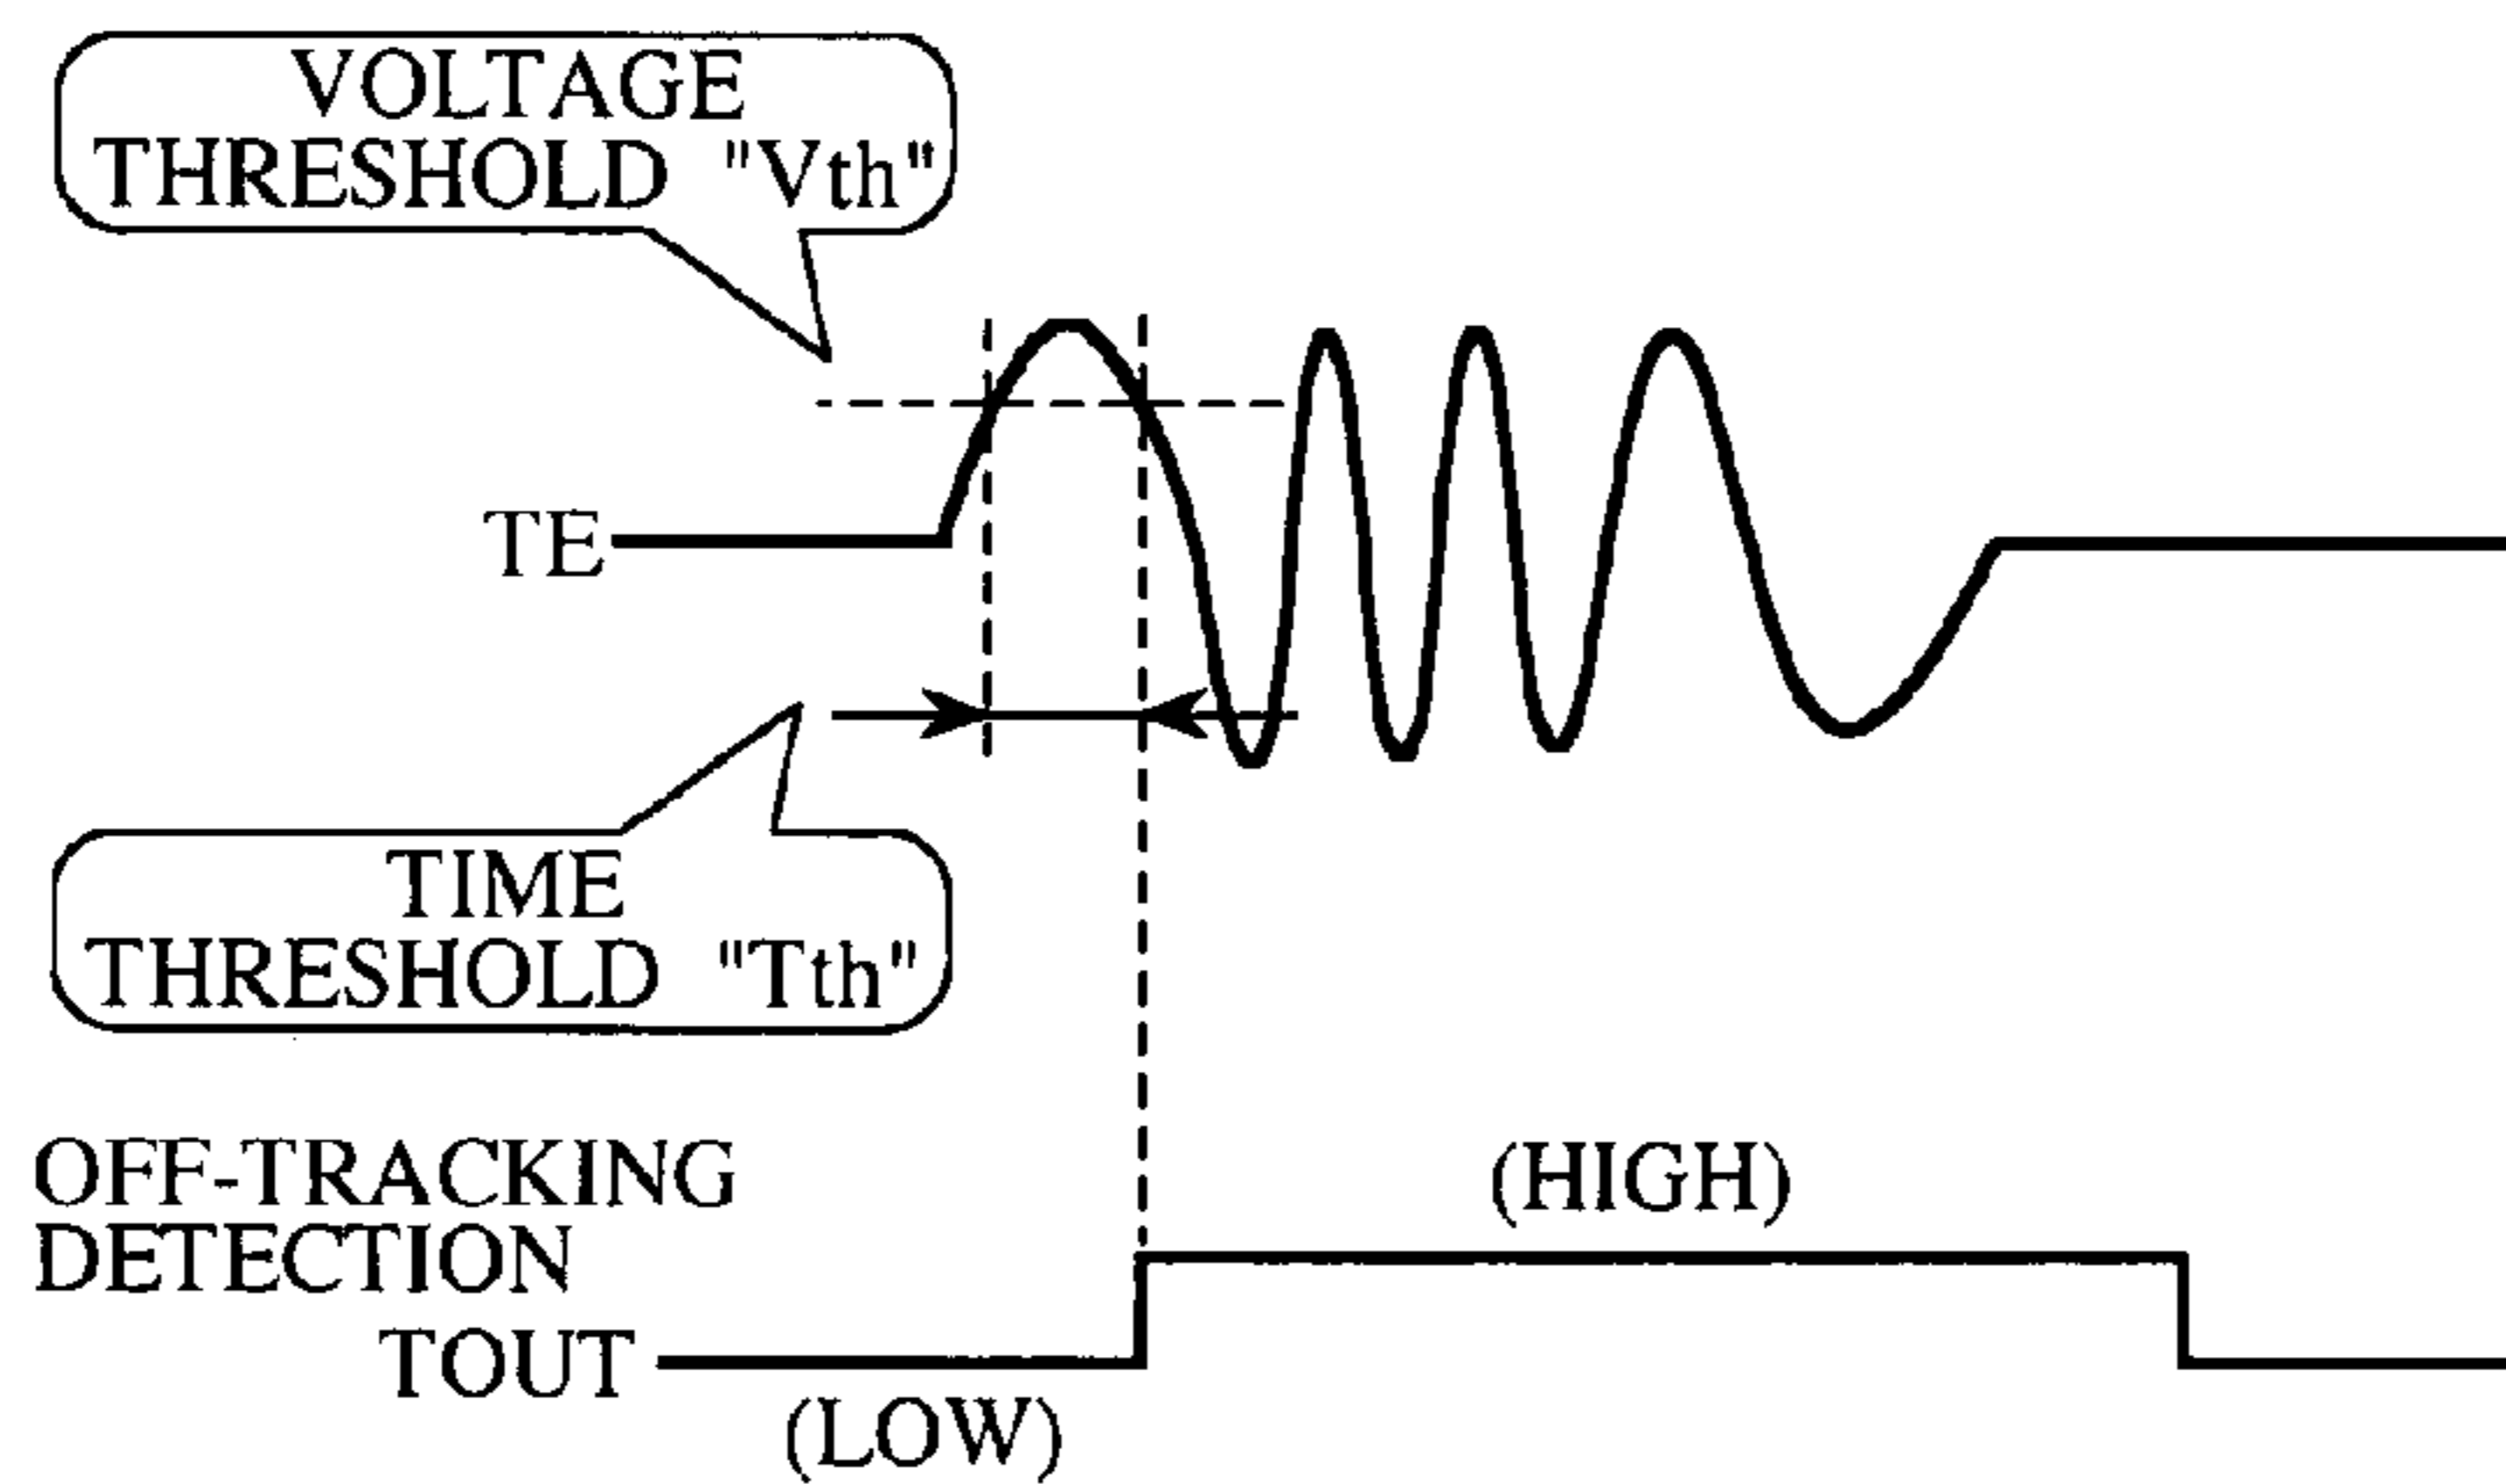 VOLTAGE
THRESHOLD "Vth"
TE
TIME
THRESHOLD "Tth"
OFF-TRACKING
DETECTION
TOUT
(HIGH)
(LOW)